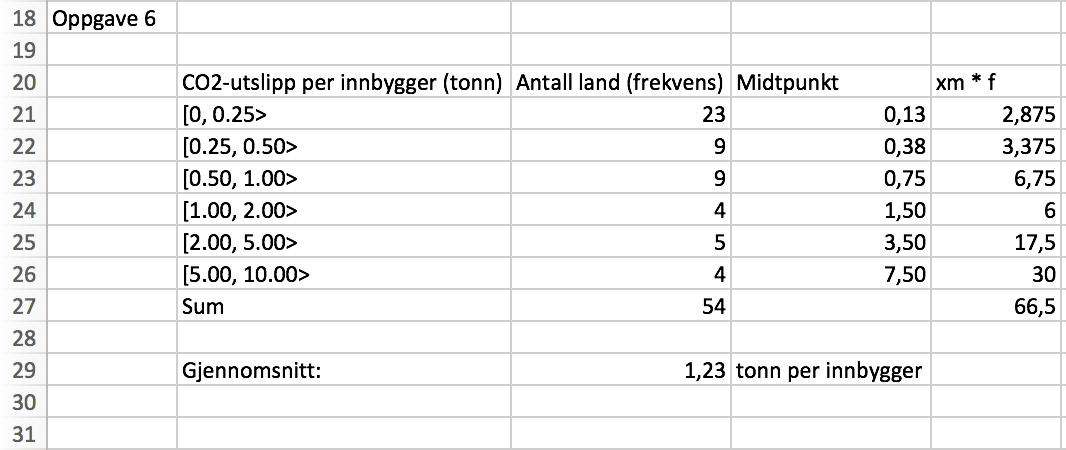 18 Oppgave 6
19
20 CO2-utslipp per innbygger (tonn) Antall land (frekvens) Midtpunkt xm * f
21 [0, 0.25> 23 0,13 2,875
22 [0.25, 0.50> 9 0,38 3,375
23 [0.50, 1.00> 9 0,75 6,75
24 [1.00, 2.00> 4 1,50 6
25 [2.00, 5.00> 5 3,50 17,5
26 [5.00, 10.00> 4 7,50 30
27 Sum 54 66,5
28
29 Gjennomsnitt: 1,23 tonn per innbygger
30
31